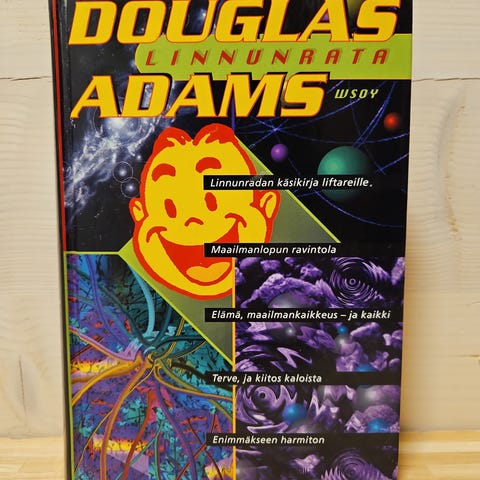 DOUGLAS
LINNUNRATA
ADAMS
WSOY
Linnunradan käsikirja liftareille.
Maailmanlopun ravintola
Elämä, maailmankaikkeus – ja kaikki
Terve, ja kiitos kaloista
Enimmäkseen harmiton